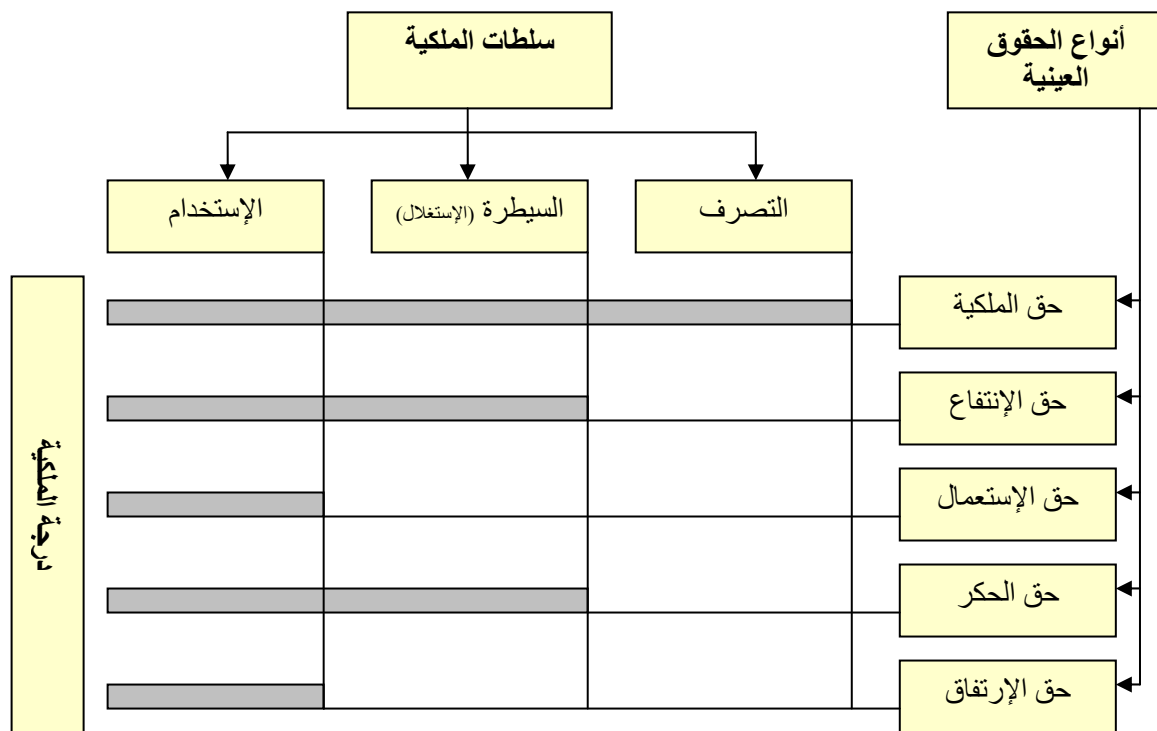 أنواع الحقوق
العينية
سلطات الملكية
التصرف
السيطرة (الإستغلال)
الإستخدام
حق الملكية
حق الإنتفاع
حق الإستعمال
حق الحكر
حق الإرتفاق
درجة الملكية